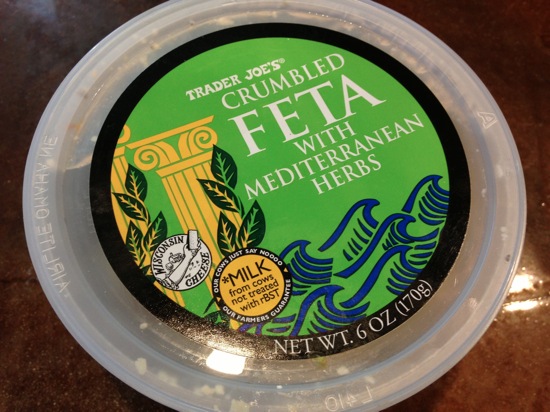 TRADER JOE'S®
CRUMBLED
FETA
WITH
MEDITERRANEAN
HERBS
WISCONSIN
CHEESE
OUR COWS JUST SAY NOOOO
*MILK
from cows
not treated
with rBST
OUR FARMERS GUARANTEE
NET WT. 6 OZ (170g)